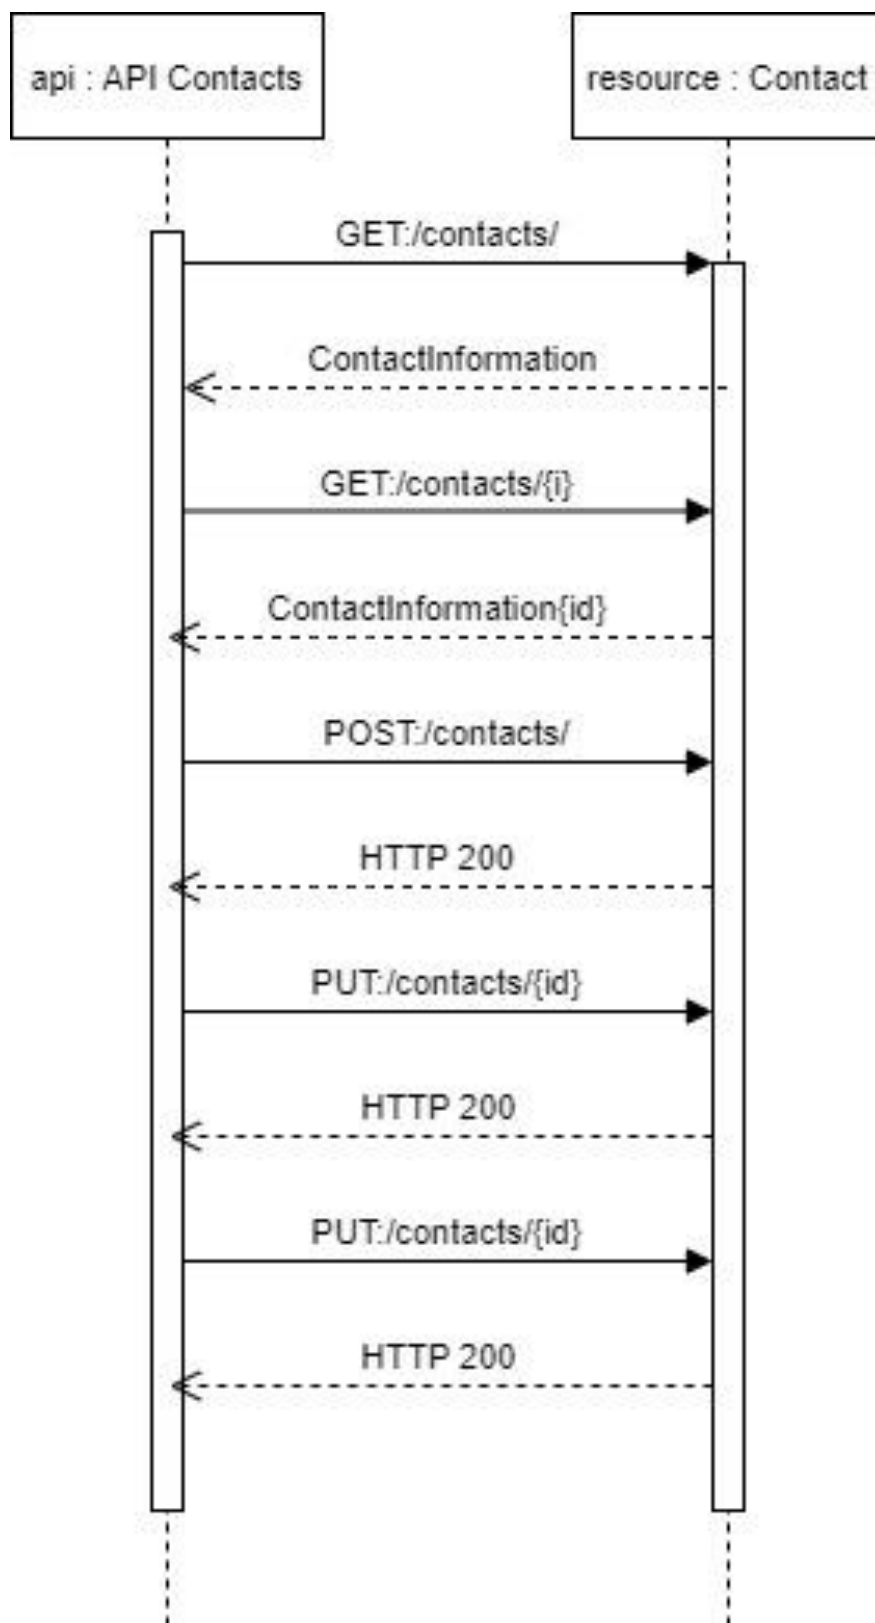 api : API Contacts
resource : Contact
GET:/contacts/
ContactInformation
GET:/contacts/{i}
ContactInformation{id}
POST:/contacts/
HTTP 200
PUT:/contacts/{id}
HTTP 200
PUT:/contacts/{id}
HTTP 200